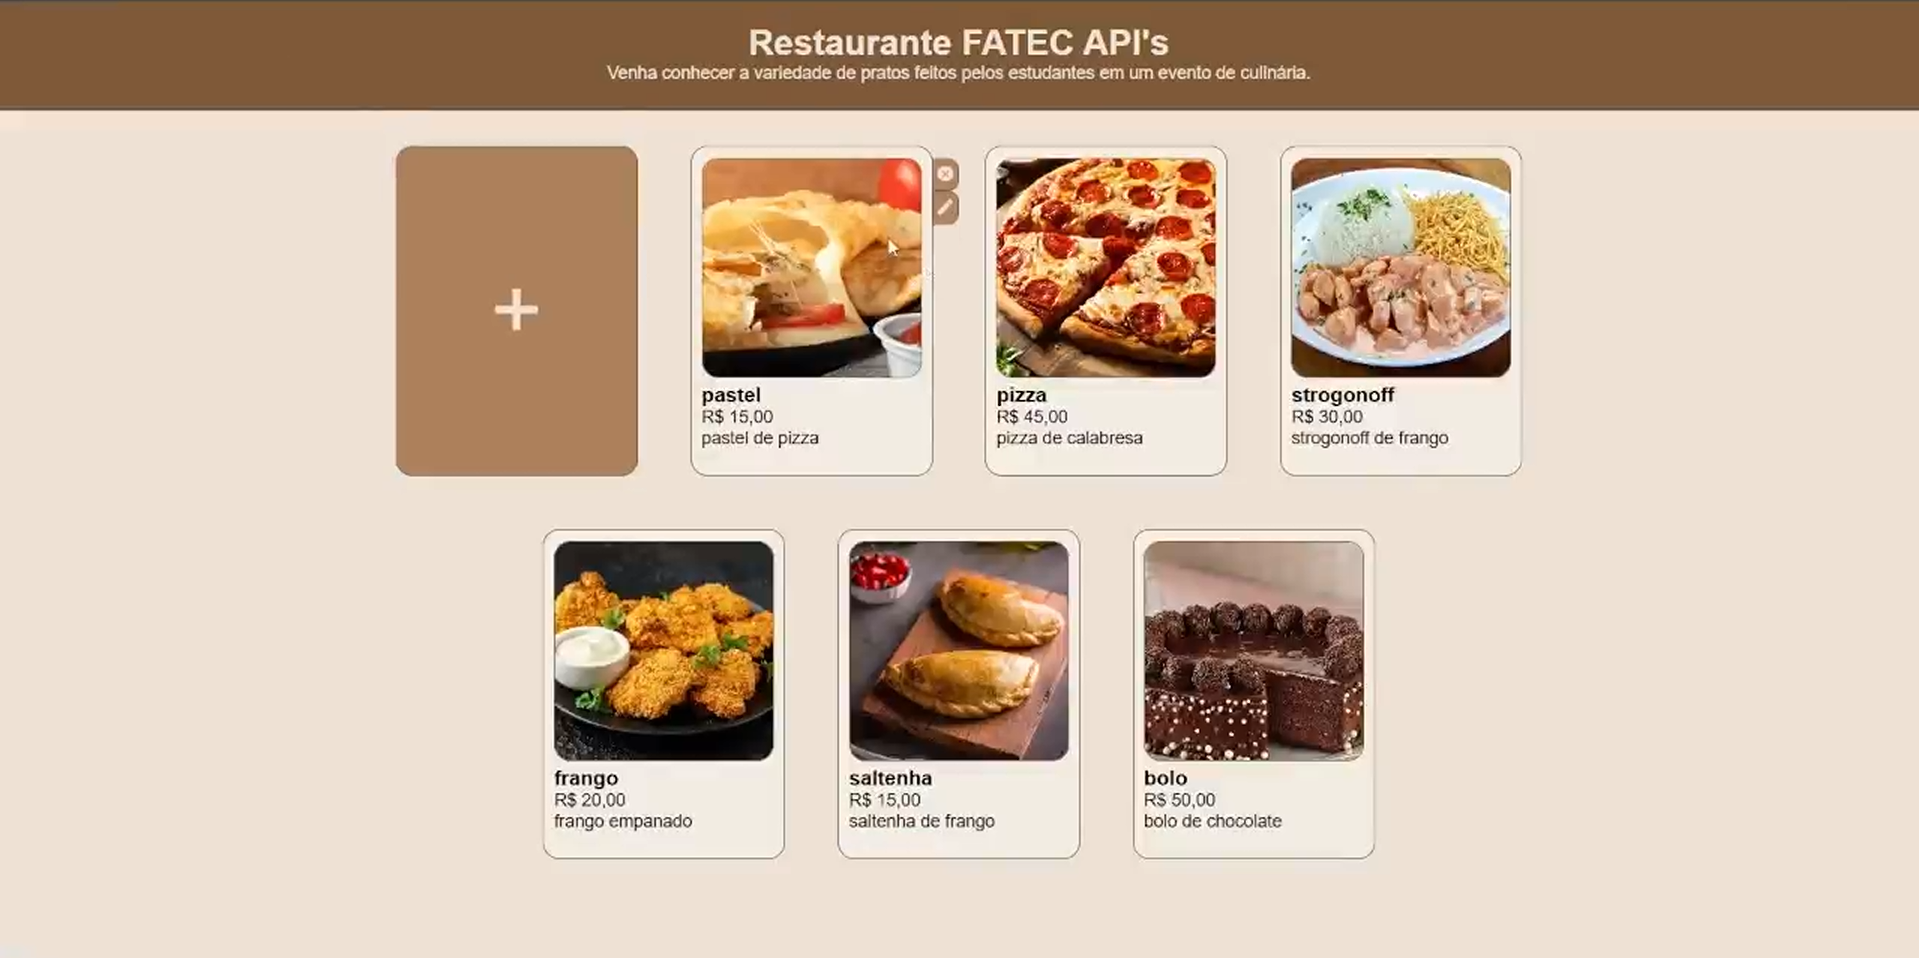 Restaurante FATEC API's
Venha conhecer a variedade de pratos feitos pelos estudantes em um evento de culinária.
+
pastel
R$ 15,00
pastel de pizza
pizza
R$ 45,00
pizza de calabresa
strogonoff
R$ 30,00
strogonoff de frango
frango
R$ 20,00
frango empanado
saltenha
R$ 15,00
saltenha de frango
bolo
R$ 50,00
bolo de chocolate